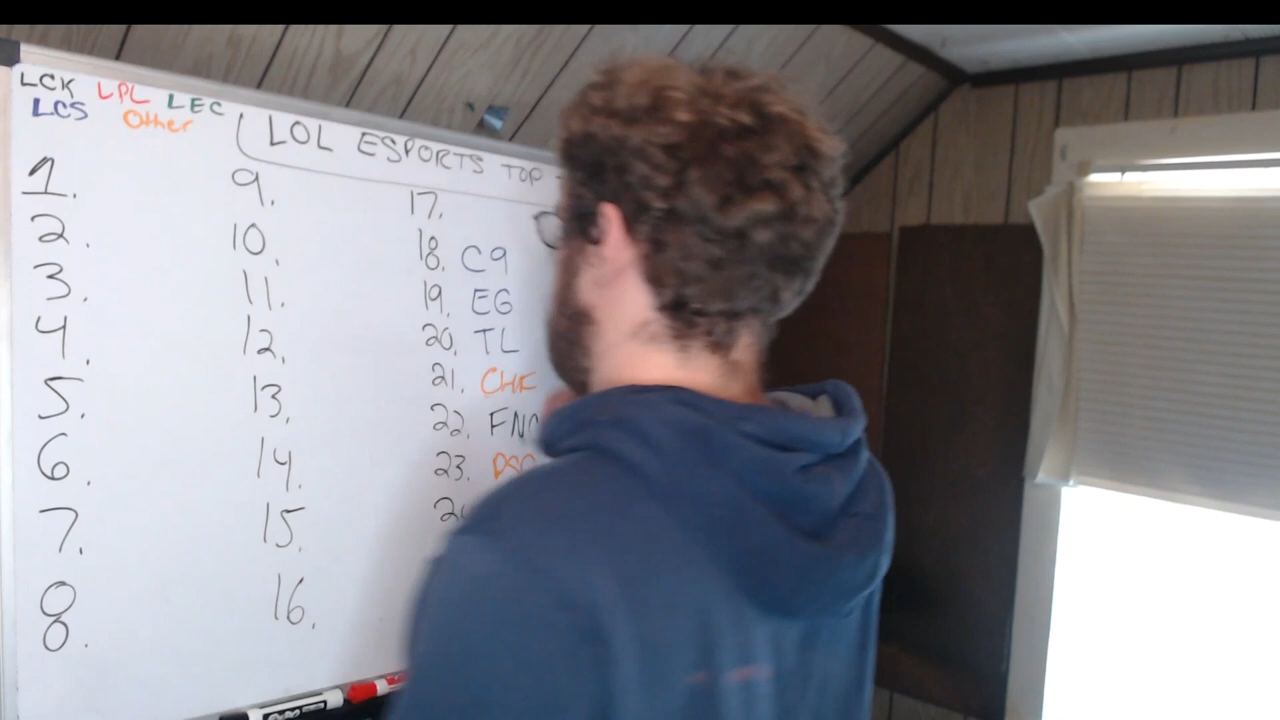 LCK LPL LEC
LCS Other
LOL ESPORTS TOP
1.
2.
3.
4.
5.
6.
7.
8.
9.
10.
11.
12.
13.
14.
15.
16.
17.
18. C9
19. EG
20. TL
21. CHF
22. FNC
23.